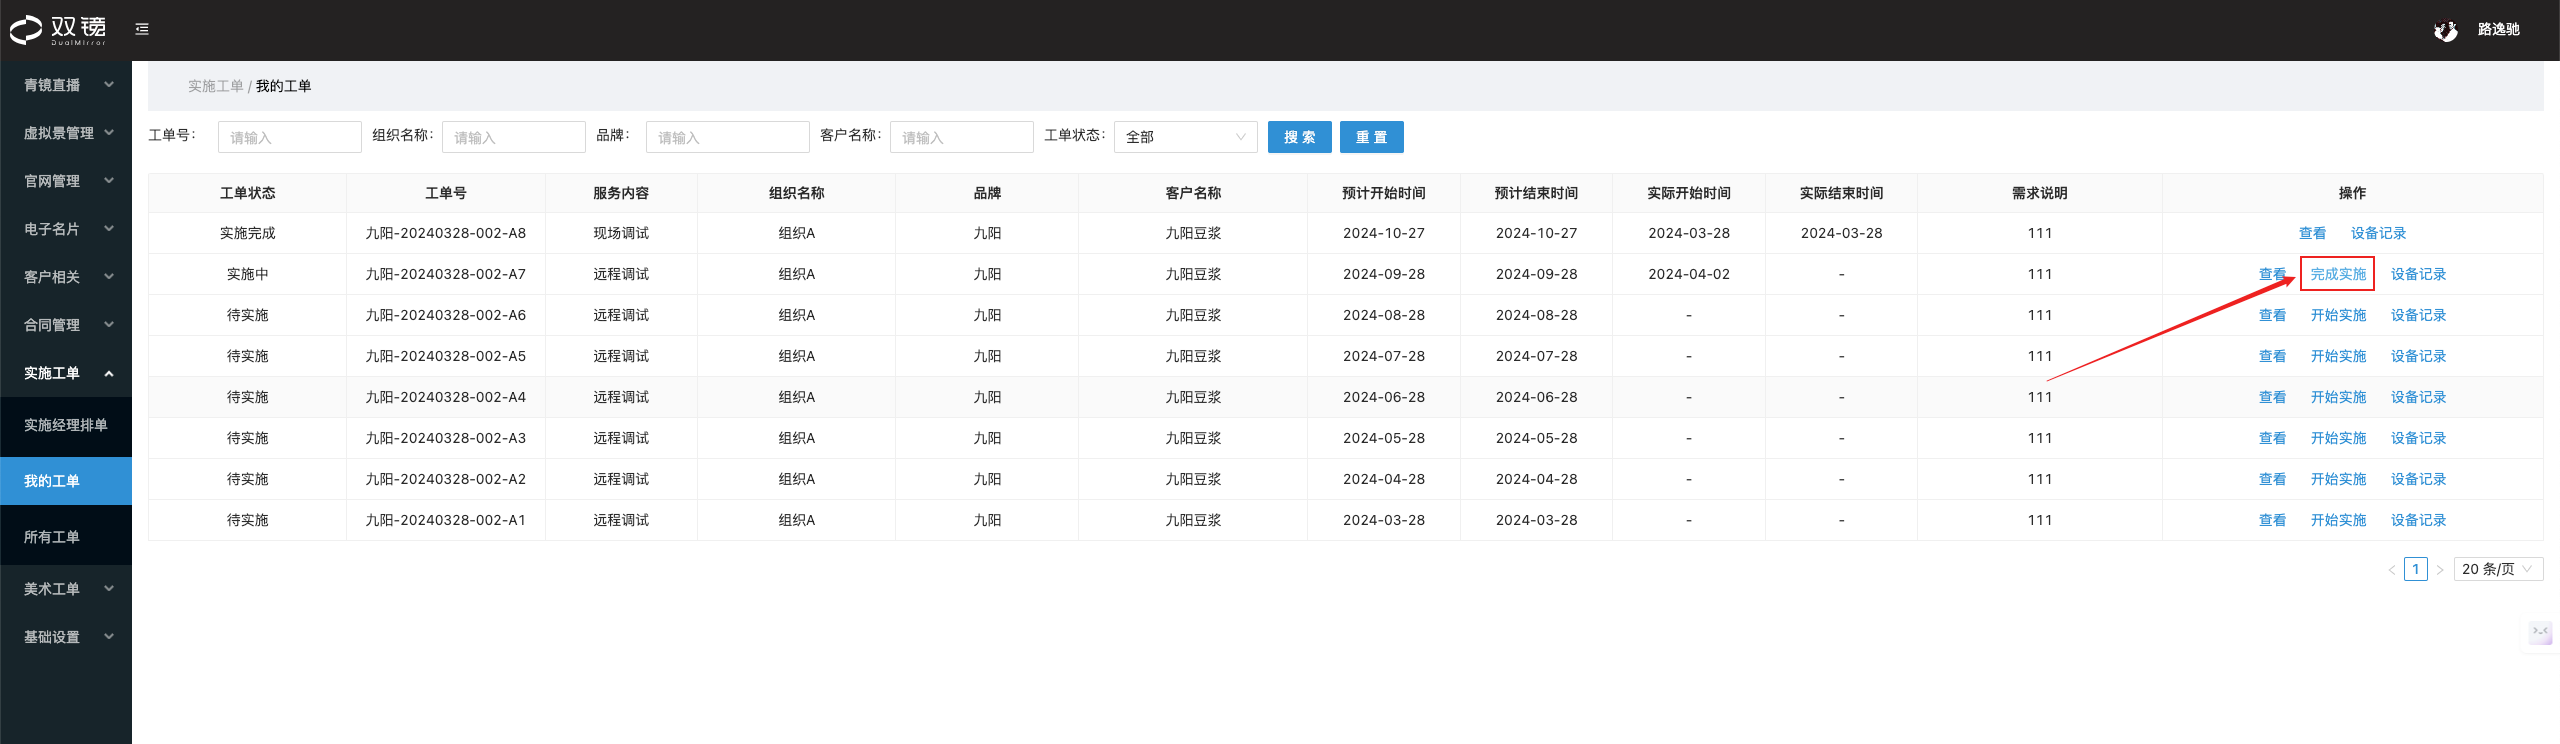 双镜
DualMirror
路逸驰
青镜直播
虚拟景管理
官网管理
电子名片
客户相关
合同管理
实施工单
实施经理排单
我的工单
所有工单
美术工单
基础设置
实施工单 / 我的工单
工单号: 请输入 组织名称: 请输入 品牌: 请输入 客户名称: 请输入 工单状态: 全部 搜 索 重 置
工单状态 工单号 服务内容 组织名称 品牌 客户名称 预计开始时间 预计结束时间 实际开始时间 实际结束时间 需求说明 操作
实施完成 九阳-20240328-002-A8 现场调试 组织A 九阳 九阳豆浆 2024-10-27 2024-10-27 2024-03-28 2024-03-28 111 查看 设备记录
实施中 九阳-20240328-002-A7 远程调试 组织A 九阳 九阳豆浆 2024-09-28 2024-09-28 2024-04-02 - 111 查看 完成实施 设备记录
待实施 九阳-20240328-002-A6 远程调试 组织A 九阳 九阳豆浆 2024-08-28 2024-08-28 - - 111 查看 开始实施 设备记录
待实施 九阳-20240328-002-A5 远程调试 组织A 九阳 九阳豆浆 2024-07-28 2024-07-28 - - 111 查看 开始实施 设备记录
待实施 九阳-20240328-002-A4 远程调试 组织A 九阳 九阳豆浆 2024-06-28 2024-06-28 - - 111 查看 开始实施 设备记录
待实施 九阳-20240328-002-A3 远程调试 组织A 九阳 九阳豆浆 2024-05-28 2024-05-28 - - 111 查看 开始实施 设备记录
待实施 九阳-20240328-002-A2 远程调试 组织A 九阳 九阳豆浆 2024-04-28 2024-04-28 - - 111 查看 开始实施 设备记录
待实施 九阳-20240328-002-A1 远程调试 组织A 九阳 九阳豆浆 2024-03-28 2024-03-28 - - 111 查看 开始实施 设备记录
< 1 > 20 条/页